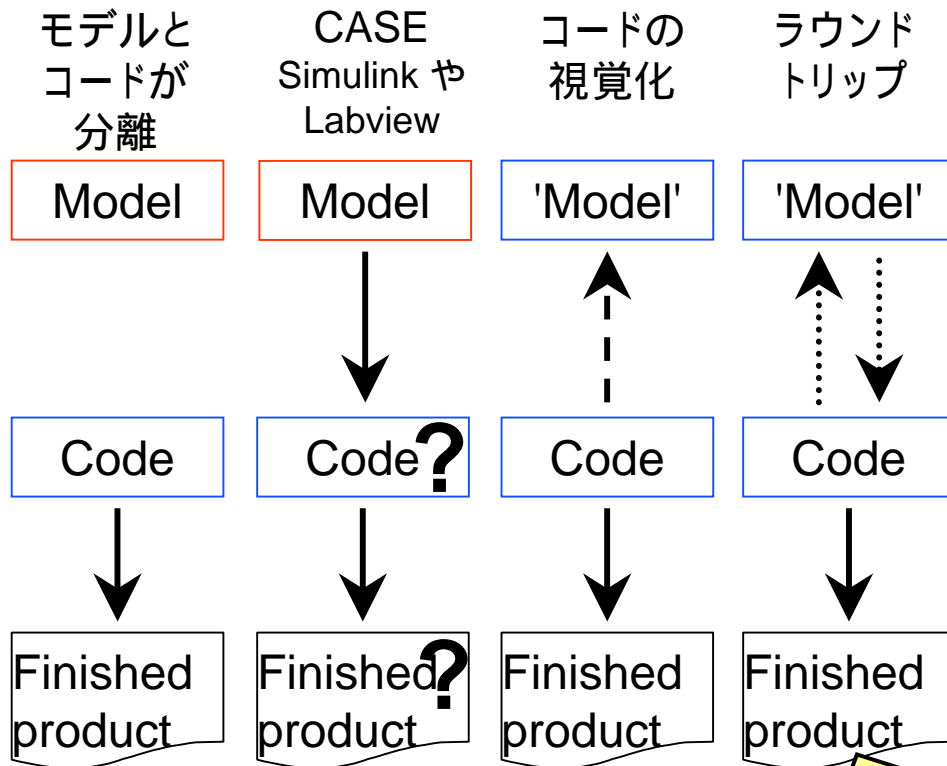 モデルと
コードが
分離
CASE
Simulink や
Labview
コードの
視覚化
ラウンド
トリップ
Model
Model
'Model'
'Model'
Code
Code?
Code
Code
Finished
product
Finished?
product
Finished
product
Finished
product